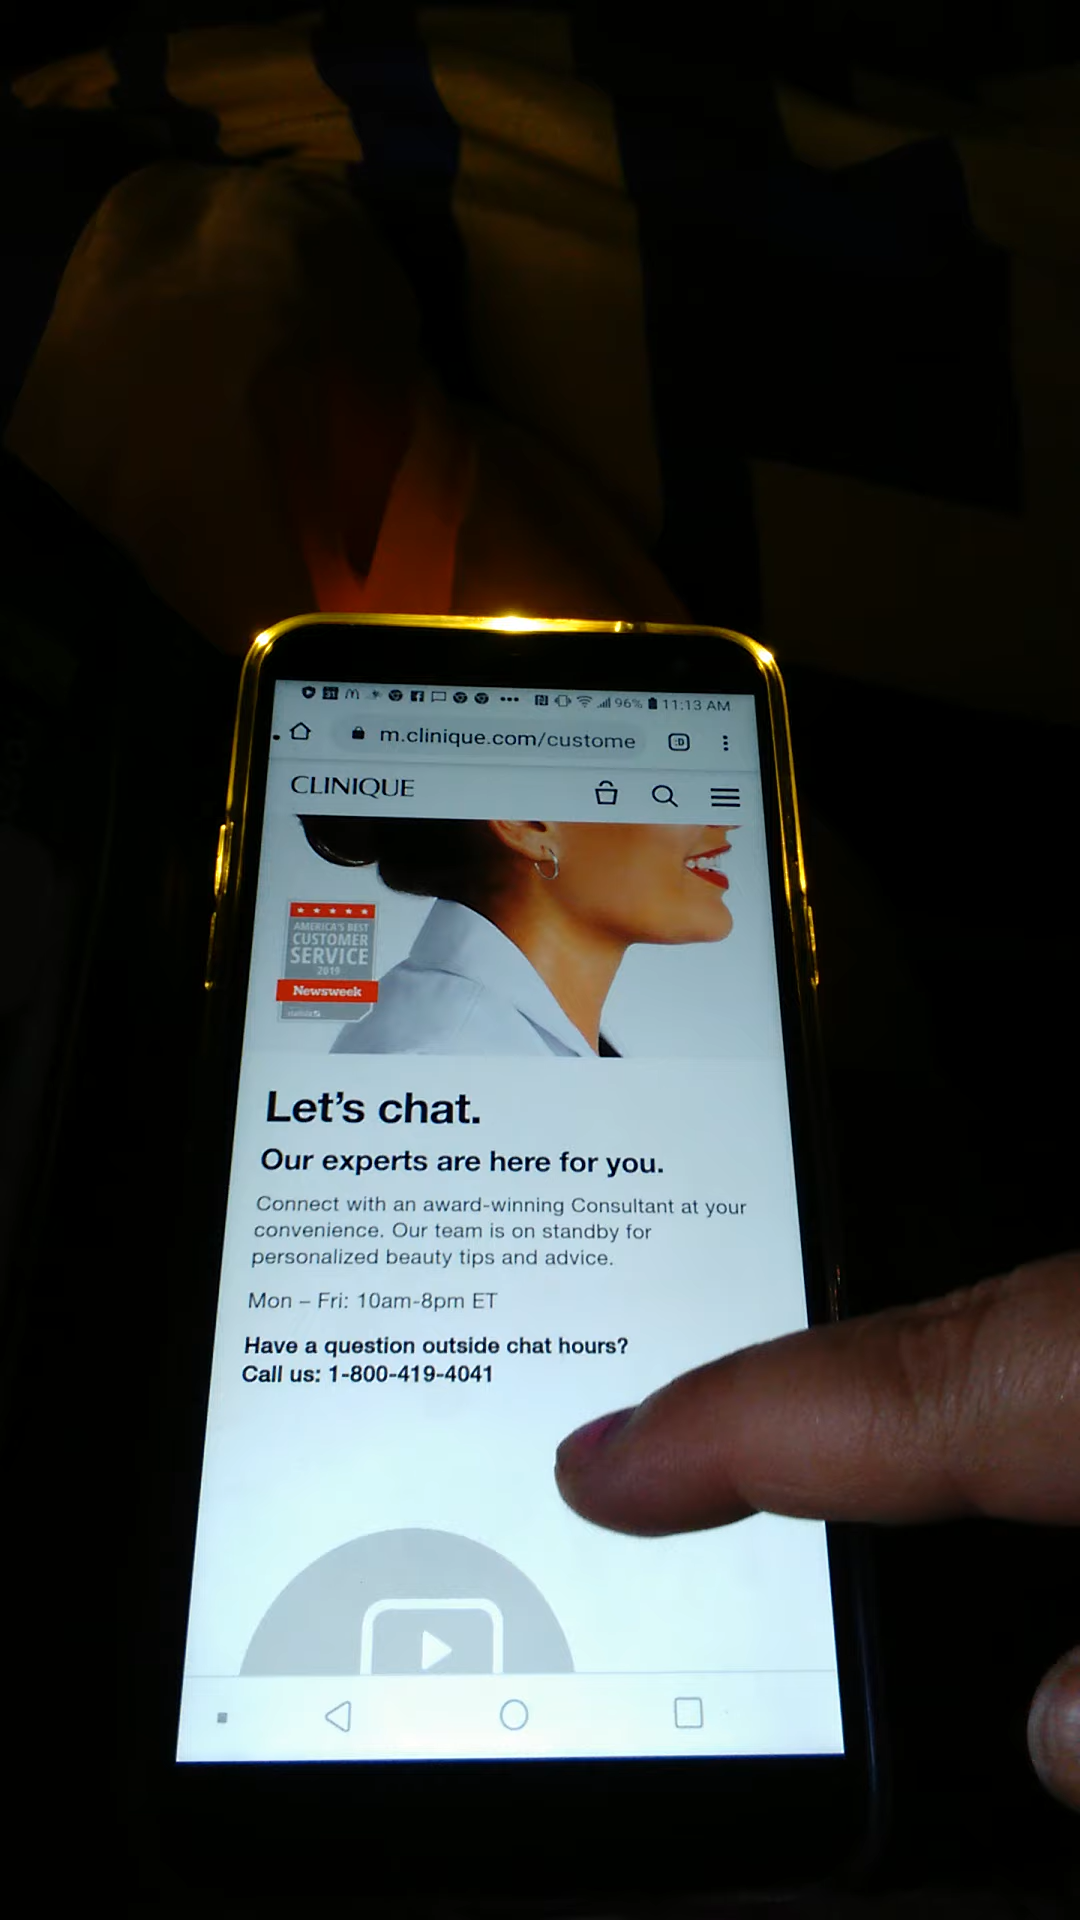 31 96% 11:13 AM
m.clinique.com/custome :D
CLINIQUE
AMERICA'S BEST
CUSTOMER
SERVICE
2019
Newsweek
Let's chat.
Our experts are here for you.
Connect with an award-winning Consultant at your
convenience. Our team is on standby for
personalized beauty tips and advice.
Mon – Fri: 10am-8pm ET
Have a question outside chat hours?
Call us: 1-800-419-4041